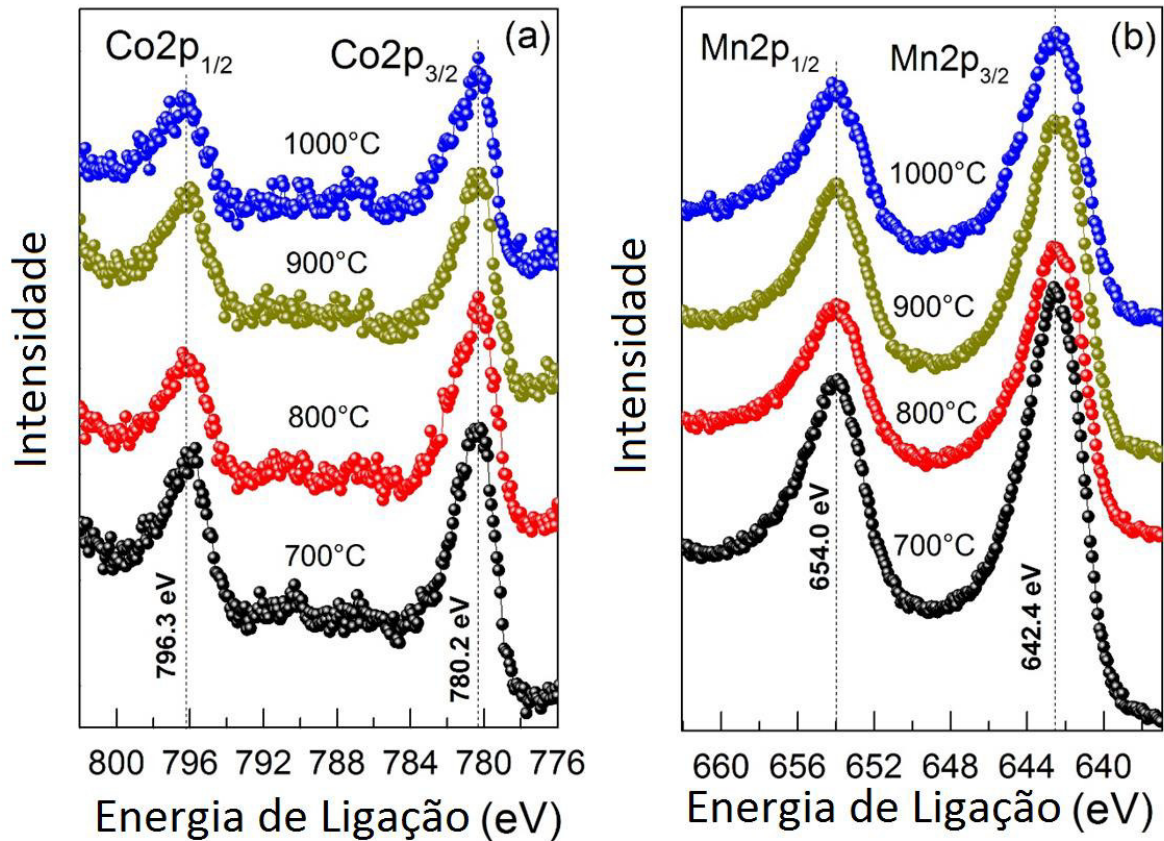 (a)
Co2p1/2
Co2p3/2
1000°C
900°C
800°C
700°C
796.3 eV
780.2 eV
Intensidade
800 796 792 788 784 780 776
Energia de Ligação (eV)
(b)
Mn2p1/2
Mn2p3/2
1000°C
900°C
800°C
700°C
654.0 eV
642.4 eV
Intensidade
660 656 652 648 644 640
Energia de Ligação (eV)